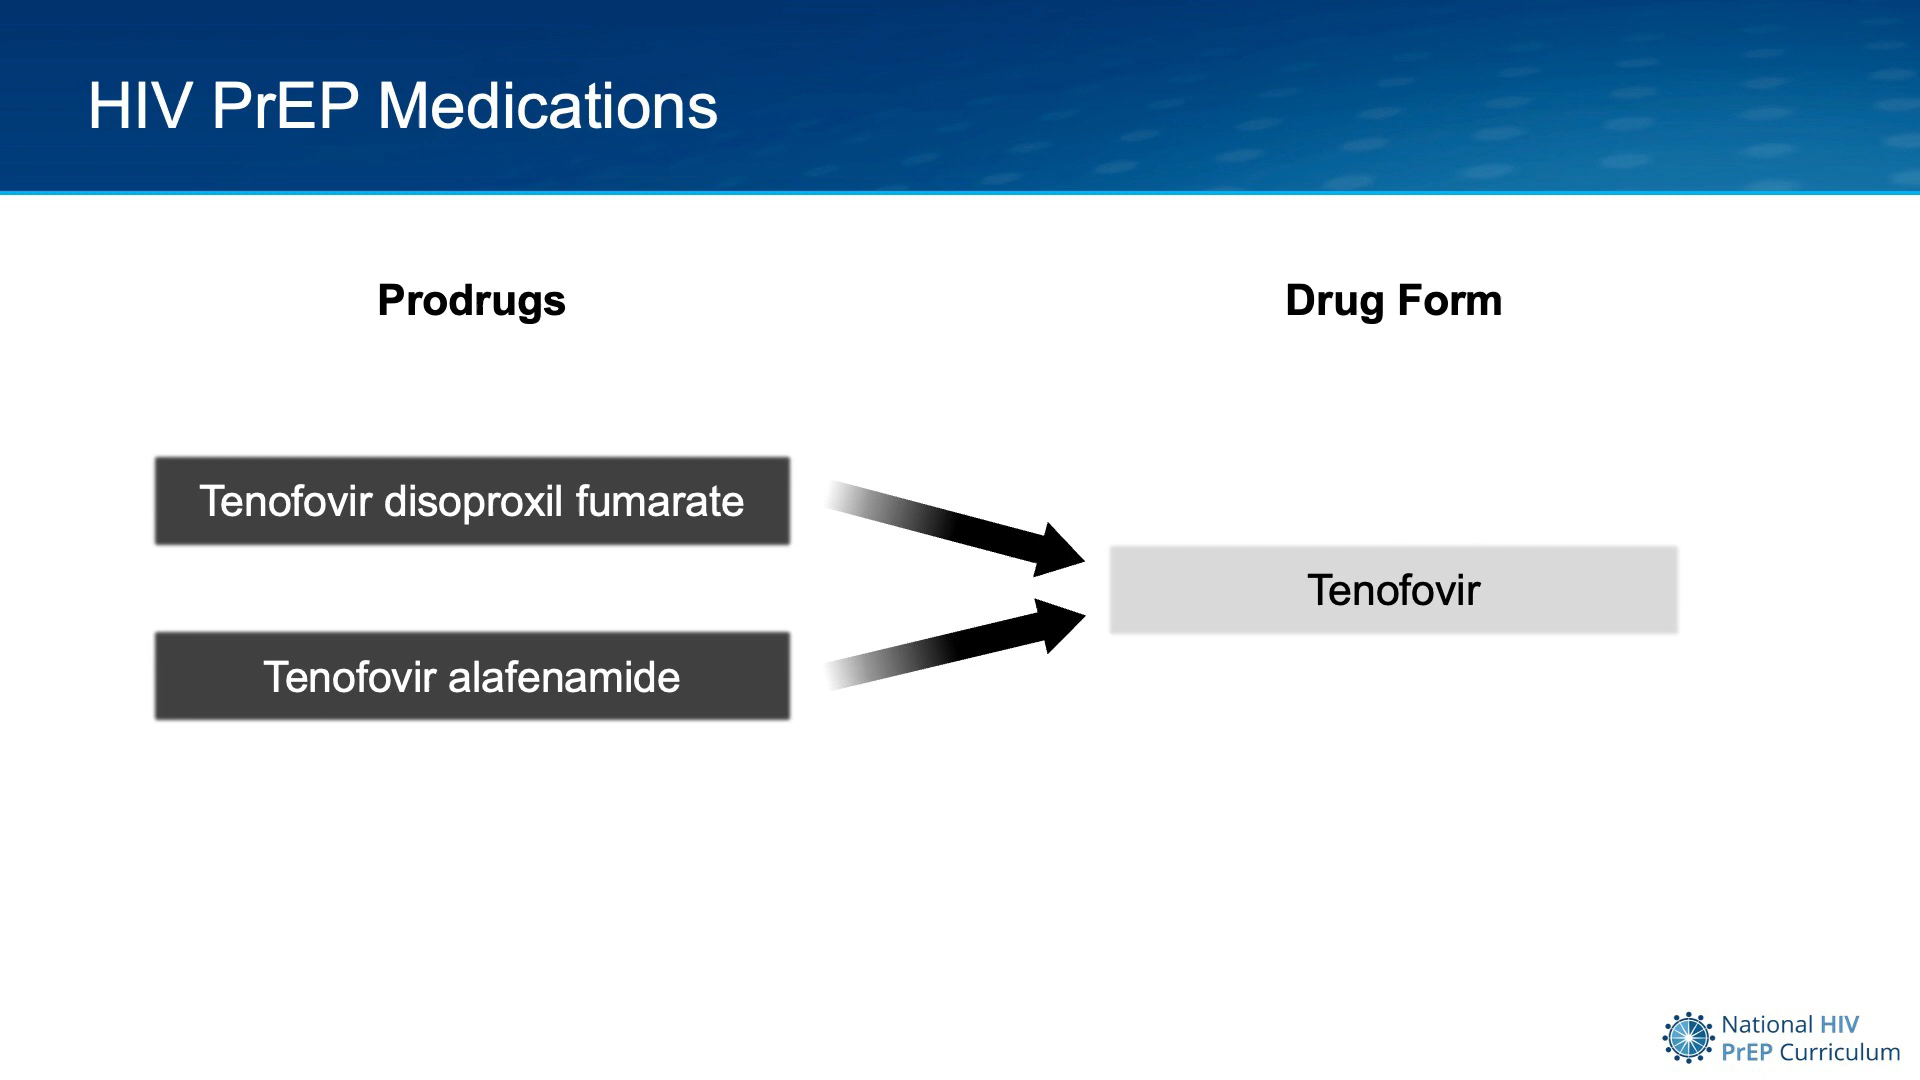 HIV PrEP Medications
Prodrugs
Drug Form
Tenofovir disoproxil fumarate
Tenofovir alafenamide
Tenofovir
National HIV
PrEP Curriculum